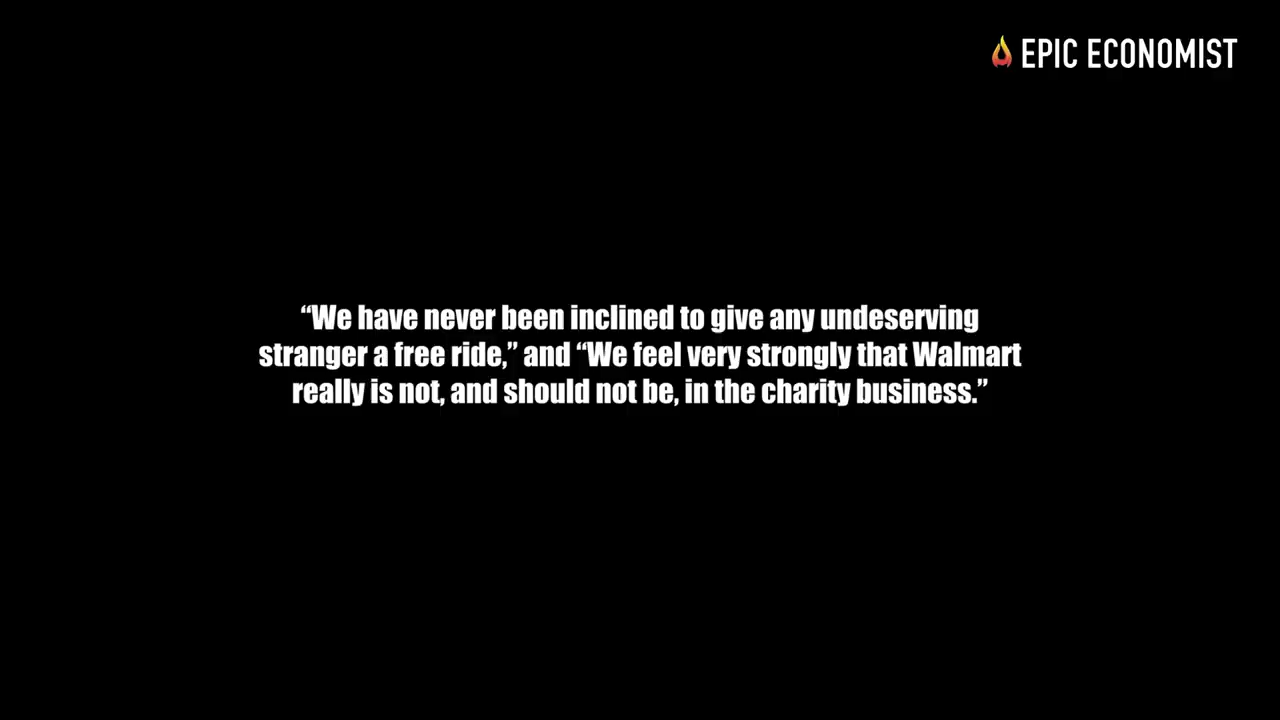 EPIC ECONOMIST
“We have never been inclined to give any undeserving
stranger a free ride,” and “We feel very strongly that Walmart
really is not, and should not be, in the charity business.”